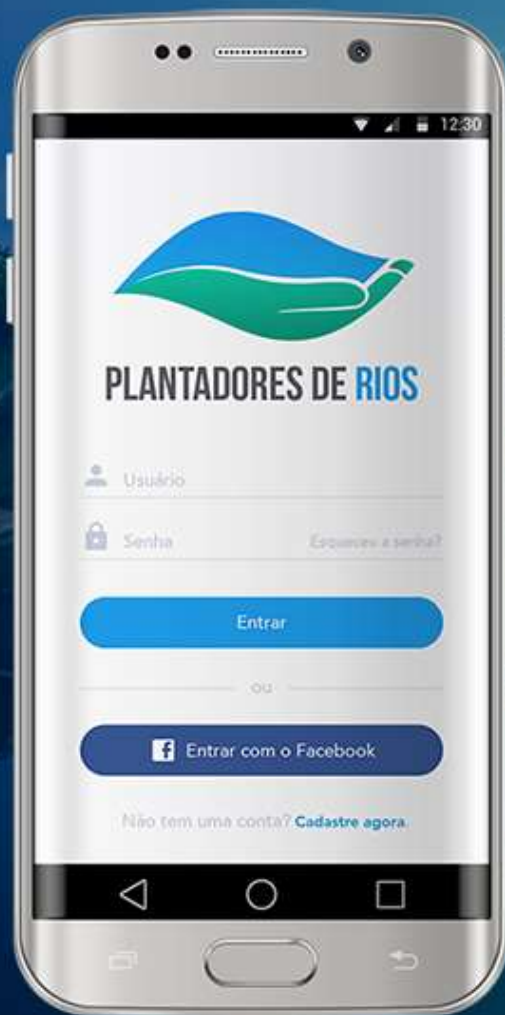 12:30
PLANTADORES DE RIOS
Usuário
Senha Esqueceu a senha?
Entrar
ou
f Entrar com o Facebook
Não tem uma conta? Cadastre agora.